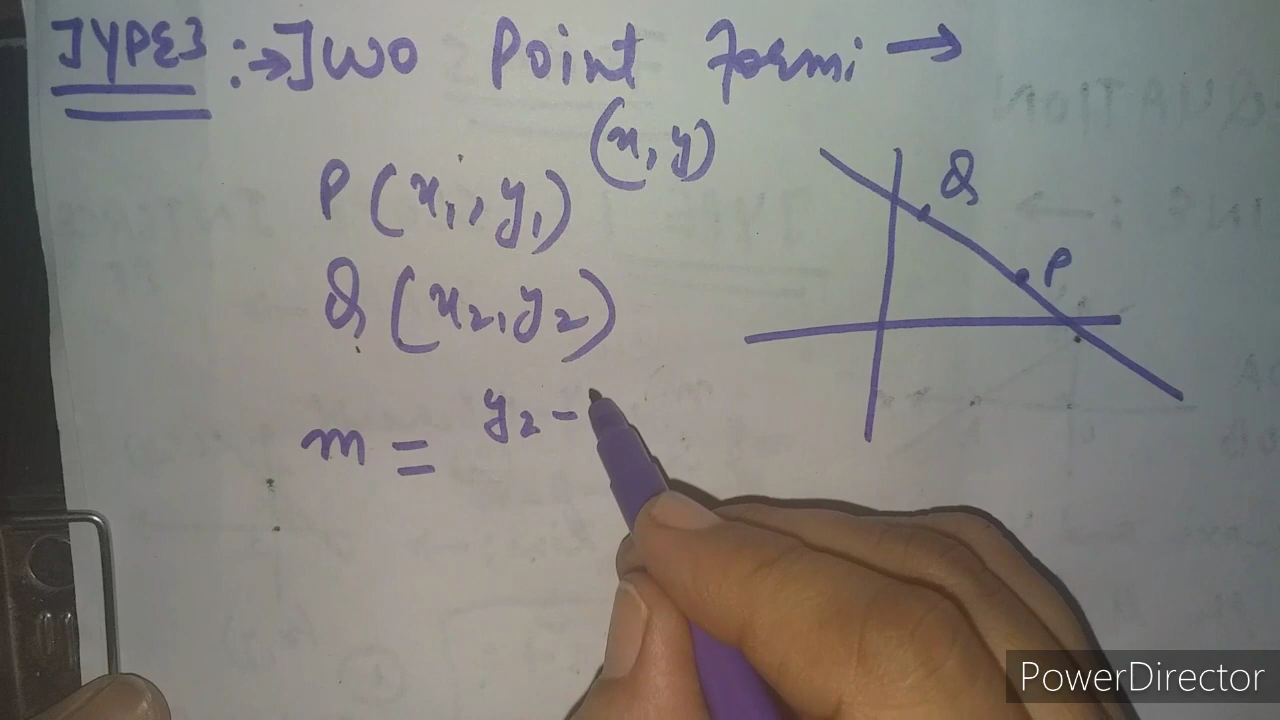 TYPE3 :→ Two Point form: →
(x, y)
P(x₁, y₁)
Q(x₂, y₂)
m = y₂ -
Q
P
PowerDirector